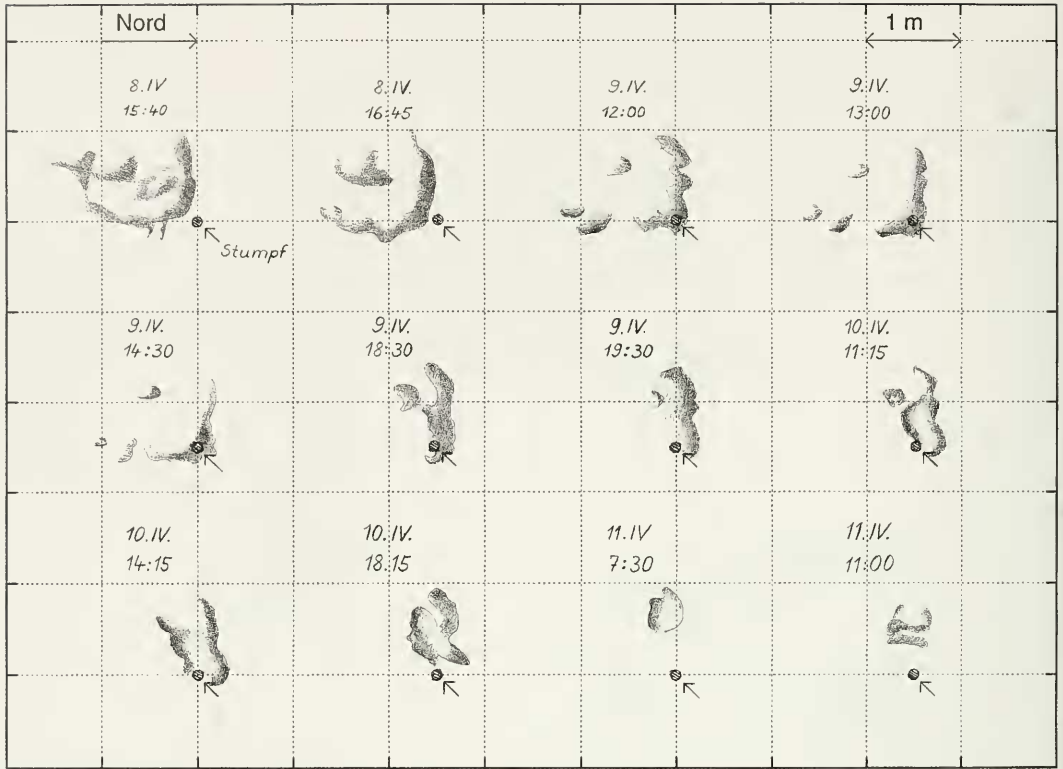 Nord
1 m
8.IV
15:40
8.IV.
16:45
9.IV.
12:00
9.IV.
13:00
Stumpf
9.IV.
14:30
9.IV.
18:30
9.IV.
19:30
10.IV.
11:15
10.IV.
14:15
10.IV.
18.15
11.IV
7:30
11.IV.
11:00